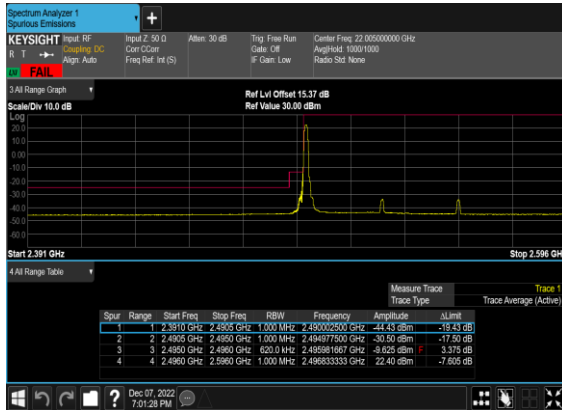 Spectrum Analyzer 1
Spurious Emissions
+
KEYSIGHT
R T
LXI
FAIL
Input: RF
Coupling: DC
Align: Auto
Input Z: 50 Ω
Corr CCorr
Freq Ref: Int (S)
Atten: 30 dB
Trig: Free Run
Gate: Off
IF Gain: Low
Center Freq: 22.005000000 GHz
Avg|Hold: 1000/1000
Radio Std: None
3 All Range Graph
Scale/Div 10.0 dB
Ref Lvl Offset 15.37 dB
Ref Value 30.00 dBm
Log
20.0
10.0
0.00
-10.0
-20.0
-30.0
-40.0
-50.0
-60.0
Start 2.391 GHz
Stop 2.596 GH
4 All Range Table
Measure Trace Trace 1
Trace Type Trace Average (Active)
Spur Range Start Freq Stop Freq RBW Frequency Amplitude ΔLimit
1 1 2.3910 GHz 2.4905 GHz 1.000 MHz 2.490002500 GHz -44.43 dBm -19.43 dB
2 2 2.4905 GHz 2.4950 GHz 1.000 MHz 2.494977500 GHz -30.50 dBm -17.50 dB
3 3 2.4950 GHz 2.4960 GHz 620.0 kHz 2.495981667 GHz -9.625 dBm F 3.375 dB
4 4 2.4960 GHz 2.5960 GHz 1.000 MHz 2.496833333 GHz 22.40 dBm -7.605 dB
?
Dec 07, 2022
7:01:28 PM